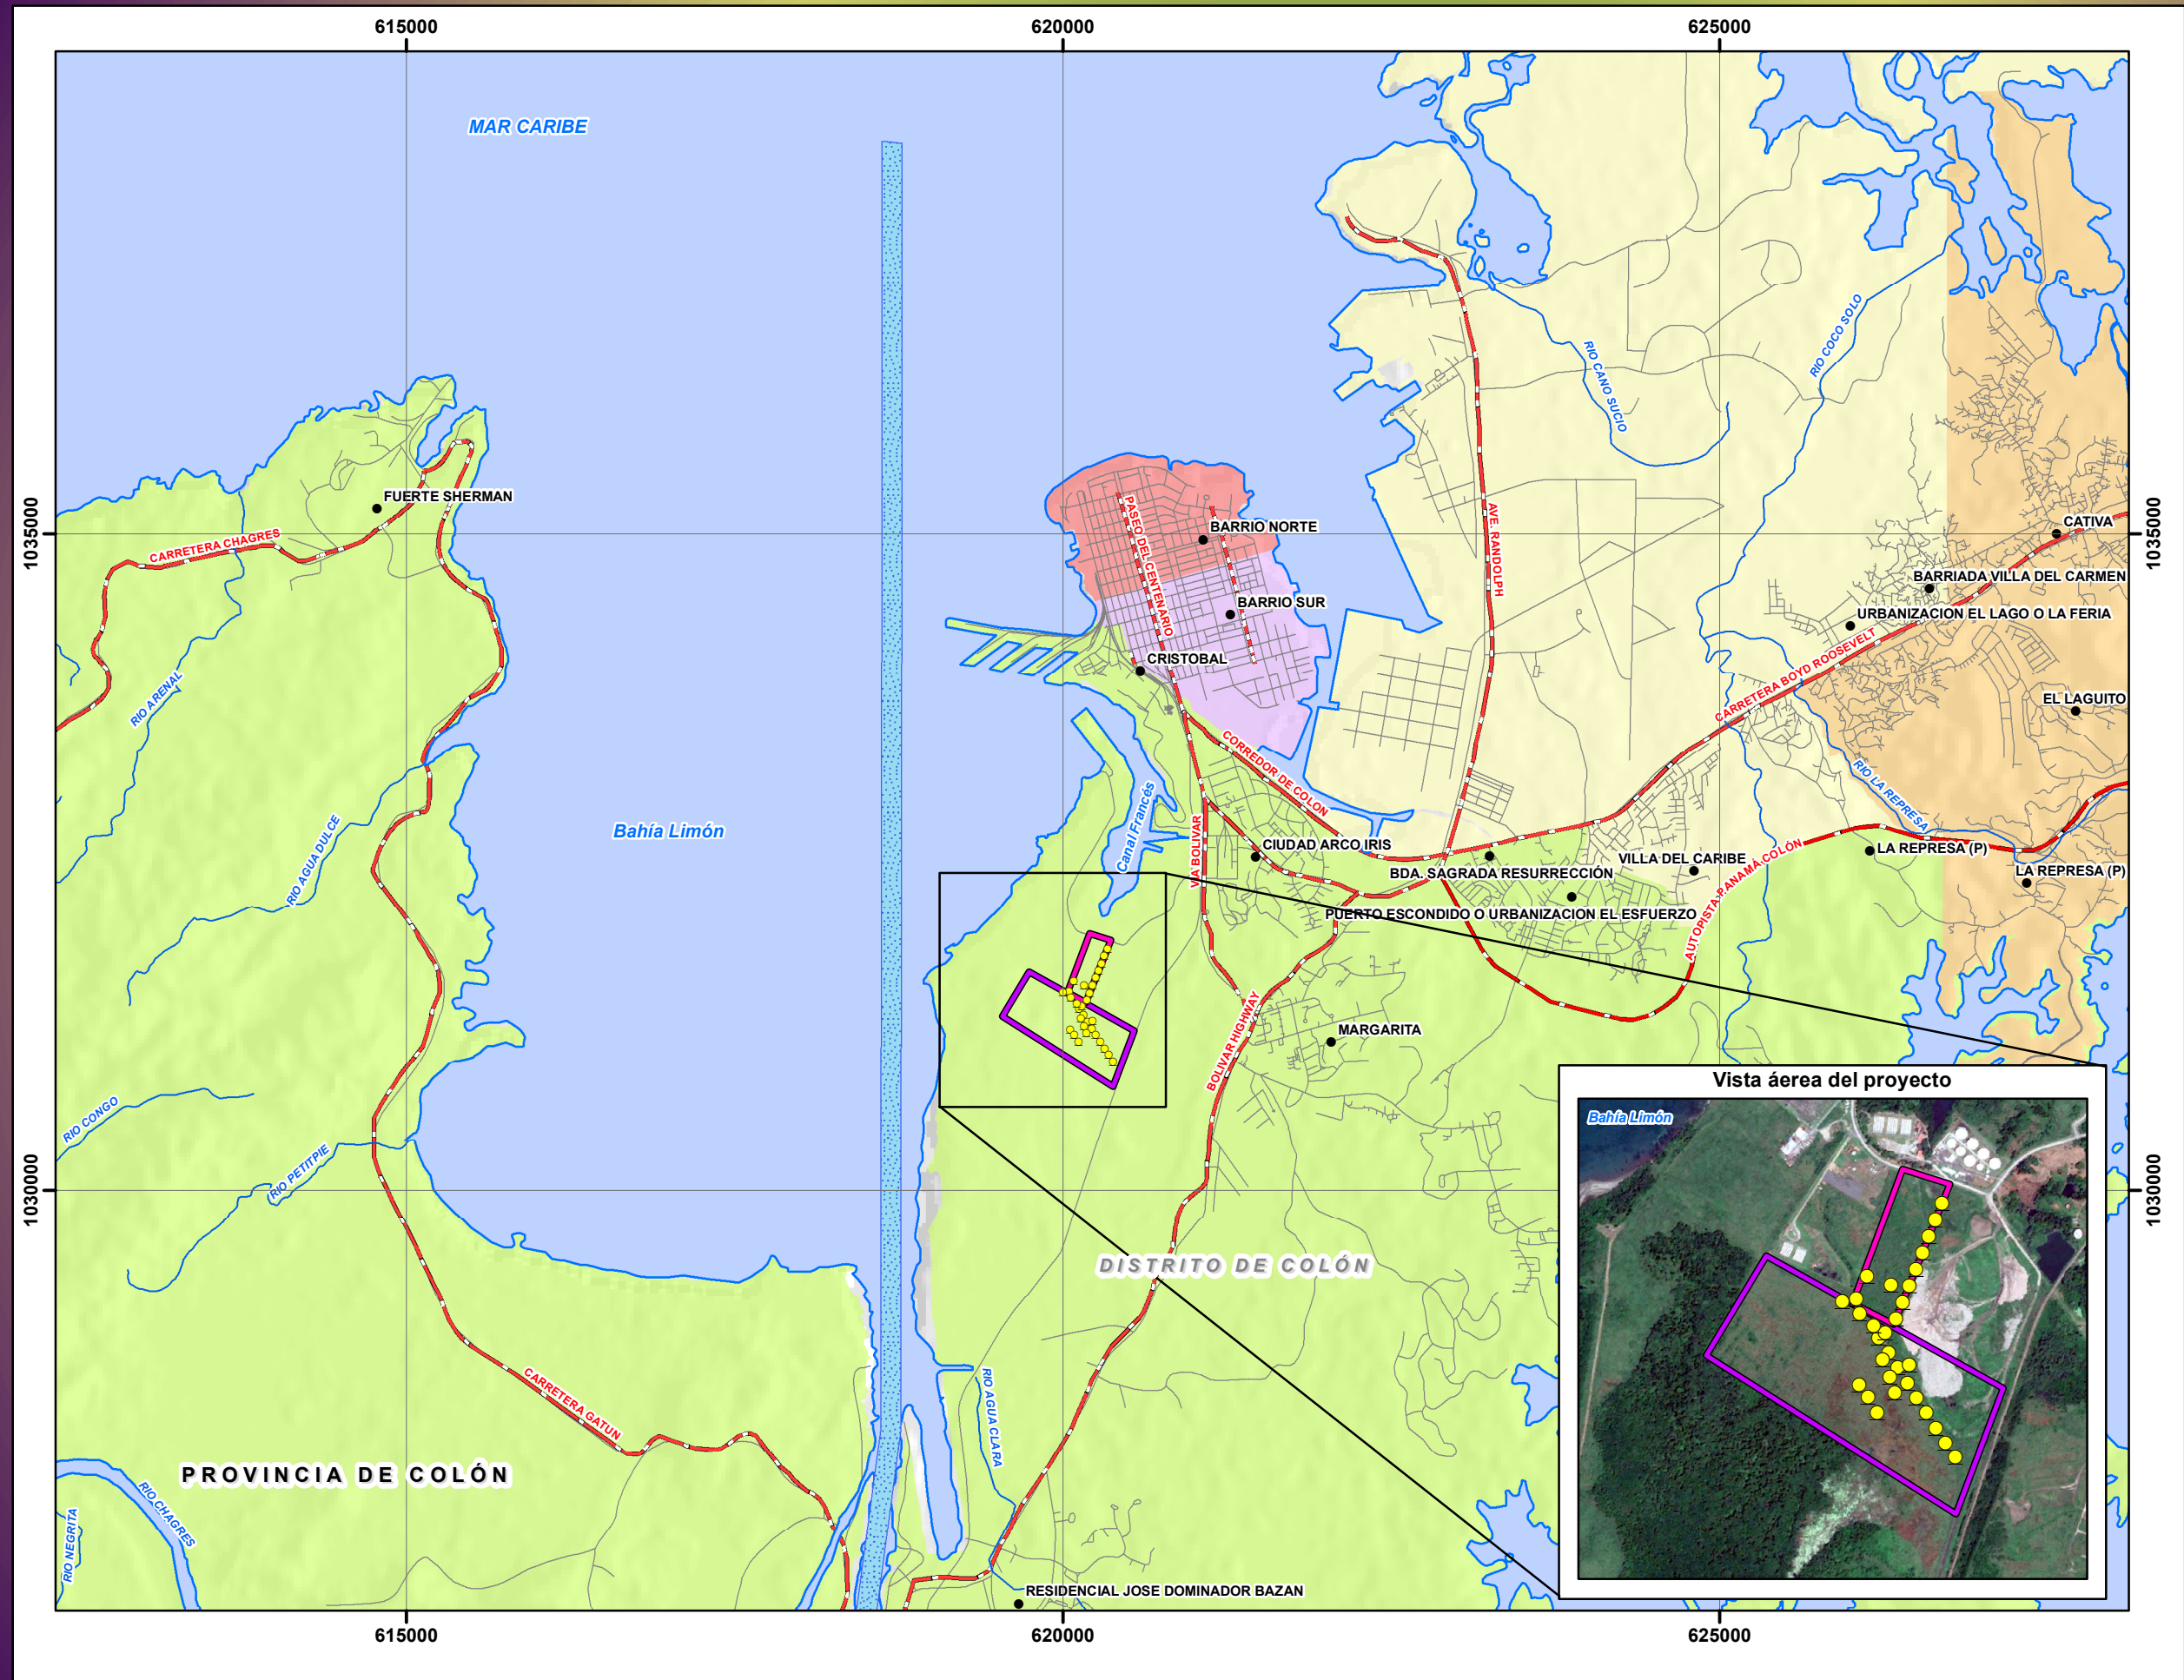 615000
620000
625000
MAR CARIBE
RIO COCO SOLO
RIO CANO SUCIO
FUERTE SHERMAN
PASEO DEL CENTENARIO
AVE. RANDOLPH
BARRIO NORTE
CATIVA
1035000
1035000
CARRETERA CHAGRES
BARRIADA VILLA DEL CARMEN
BARRIO SUR
URBANIZACION EL LAGO O LA FERIA
CRISTOBAL
CARRETERA BOYD ROOSEVELT
RIO ARENAL
EL LAGUITO
CORREDOR DE COLON
RIO LA REPRESA
Bahía Limón
Canal Francés
RIO AGUA DULCE
VIA BOLIVAR
CIUDAD ARCO IRIS
VILLA DEL CARIBE
LA REPRESA (P)
BDA. SAGRADA RESURRECCIÓN
LA REPRESA (P)
AUTOPISTA PANAMÁ COLÓN
PUERTO ESCONDIDO O URBANIZACION EL ESFUERZO
MARGARITA
BOLIVAR HIGHWAY
RIO CONGO
Vista áerea del proyecto
Bahía Limón
RIO PETITPIE
1030000
1030000
DISTRITO DE COLÓN
CARRETERA GATUN
RIO AGUA CLARA
PROVINCIA DE COLÓN
RIO CHAGRES
RIO NEGRITA
RESIDENCIAL JOSE DOMINADOR BAZAN
615000
620000
625000